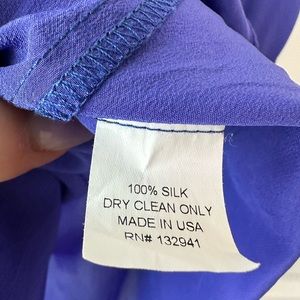 100% SILK
DRY CLEAN ONLY
MADE IN USA
RN# 132941